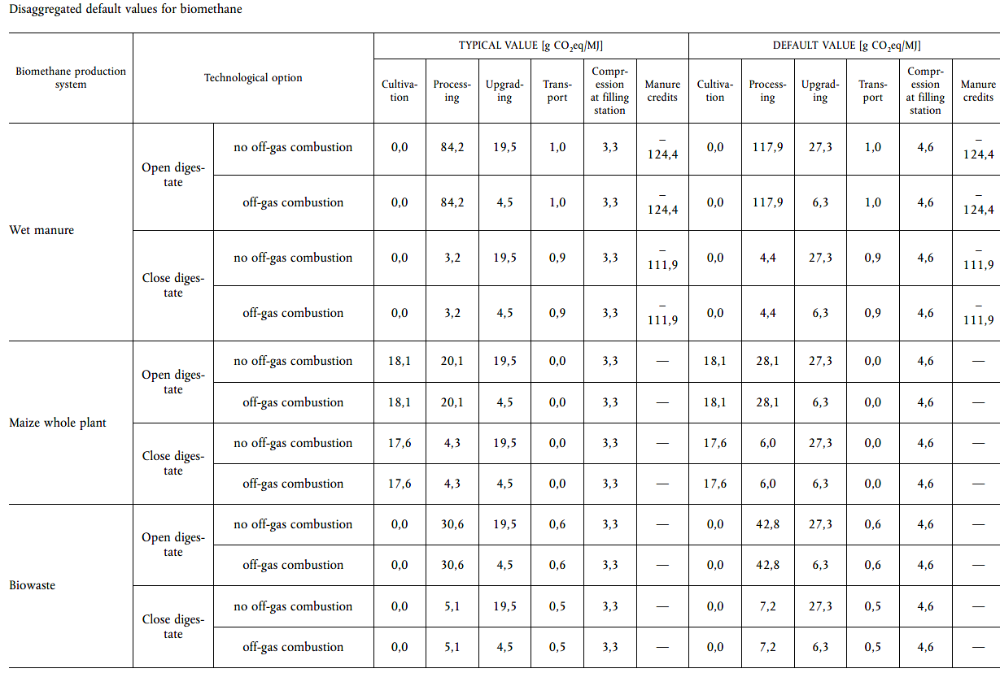 Disaggregated default values for biomethane
Biomethane production
system
Technological option
TYPICAL VALUE [g CO₂eq/MJ]
DEFAULT VALUE [g CO₂eq/MJ]
Cultiva-
tion
Process-
ing
Upgrad-
ing
Trans-
port
Compr-
ession
at filling
station
Manure
credits
Cultiva-
tion
Process-
ing
Upgrad-
ing
Trans-
port
Compr-
ession
at filling
station
Manure
credits
Wet manure
Open diges-
tate
no off-gas combustion 0,0 84,2 19,5 1,0 3,3 –
124,4 0,0 117,9 27,3 1,0 4,6 –
124,4
off-gas combustion 0,0 84,2 4,5 1,0 3,3 –
124,4 0,0 117,9 6,3 1,0 4,6 –
124,4
Close diges-
tate
no off-gas combustion 0,0 3,2 19,5 0,9 3,3 –
111,9 0,0 4,4 27,3 0,9 4,6 –
111,9
off-gas combustion 0,0 3,2 4,5 0,9 3,3 –
111,9 0,0 4,4 6,3 0,9 4,6 –
111,9
Maize whole plant
Open diges-
tate
no off-gas combustion 18,1 20,1 19,5 0,0 3,3 — 18,1 28,1 27,3 0,0 4,6 —
off-gas combustion 18,1 20,1 4,5 0,0 3,3 — 18,1 28,1 6,3 0,0 4,6 —
Close diges-
tate
no off-gas combustion 17,6 4,3 19,5 0,0 3,3 — 17,6 6,0 27,3 0,0 4,6 —
off-gas combustion 17,6 4,3 4,5 0,0 3,3 — 17,6 6,0 6,3 0,0 4,6 —
Biowaste
Open diges-
tate
no off-gas combustion 0,0 30,6 19,5 0,6 3,3 — 0,0 42,8 27,3 0,6 4,6 —
off-gas combustion 0,0 30,6 4,5 0,6 3,3 — 0,0 42,8 6,3 0,6 4,6 —
Close diges-
tate
no off-gas combustion 0,0 5,1 19,5 0,5 3,3 — 0,0 7,2 27,3 0,5 4,6 —
off-gas combustion 0,0 5,1 4,5 0,5 3,3 — 0,0 7,2 6,3 0,5 4,6 —